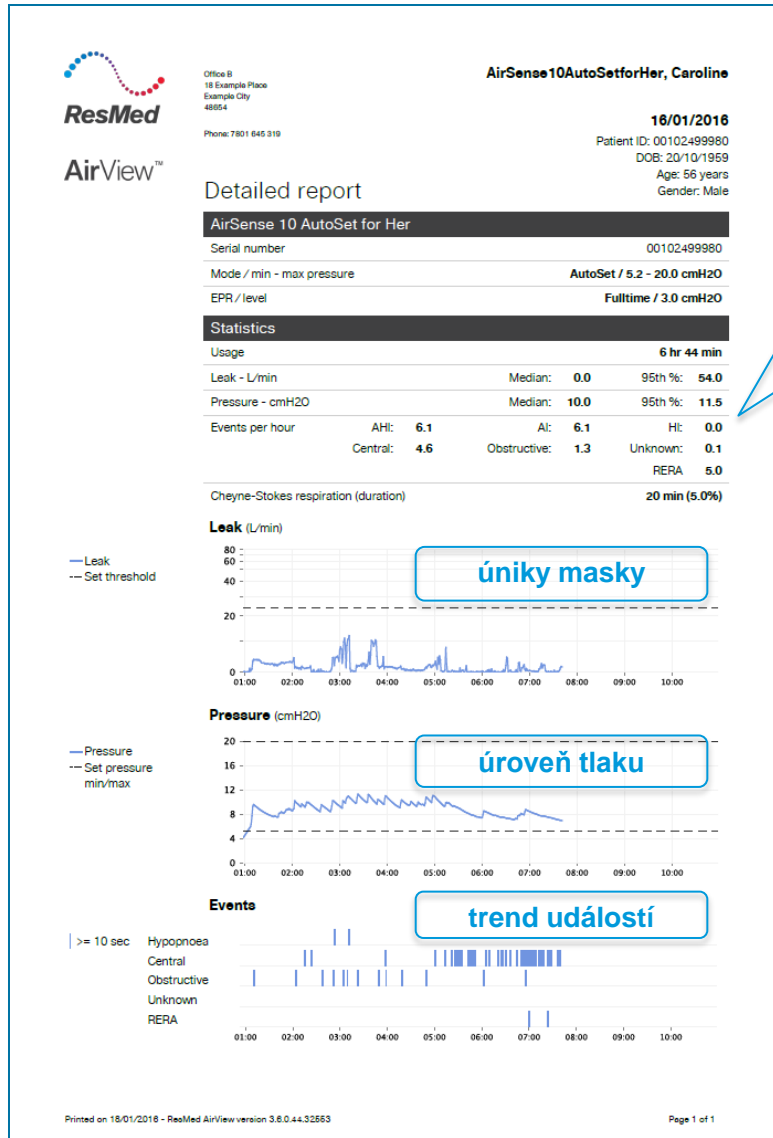 ResMed
AirView™
Office B
18 Example Place
Example City
48654
Phone: 7801 645 319
AirSense10AutoSetforHer, Caroline
16/01/2016
Patient ID: 00102499980
DOB: 20/10/1959
Age: 56 years
Gender: Male
Detailed report
AirSense 10 AutoSet for Her
Serial number 00102499980
Mode / min - max pressure AutoSet / 5.2 - 20.0 cmH2O
EPR / level Fulltime / 3.0 cmH2O
Statistics
Usage 6 hr 44 min
Leak - L/min Median: 0.0 95th %: 54.0
Pressure - cmH2O Median: 10.0 95th %: 11.5
Events per hour AHI: 6.1 AI: 6.1 HI: 0.0
Central: 4.6 Obstructive: 1.3 Unknown: 0.1
RERA 5.0
Cheyne-Stokes respiration (duration) 20 min (5.0%)
Leak (L/min)
Leak
Set threshold
80
60
40
20
0
úniky masky
01:00 02:00 03:00 04:00 05:00 06:00 07:00 08:00 09:00 10:00
Pressure (cmH2O)
Pressure
Set pressure
min/max
20
16
12
8
4
0
úroveň tlaku
01:00 02:00 03:00 04:00 05:00 06:00 07:00 08:00 09:00 10:00
Events
trend událostí
>= 10 sec Hypopnoea
Central
Obstructive
Unknown
RERA
01:00 02:00 03:00 04:00 05:00 06:00 07:00 08:00 09:00 10:00
Printed on 18/01/2016 - ResMed AirView version 3.6.0.44.32553 Page 1 of 1